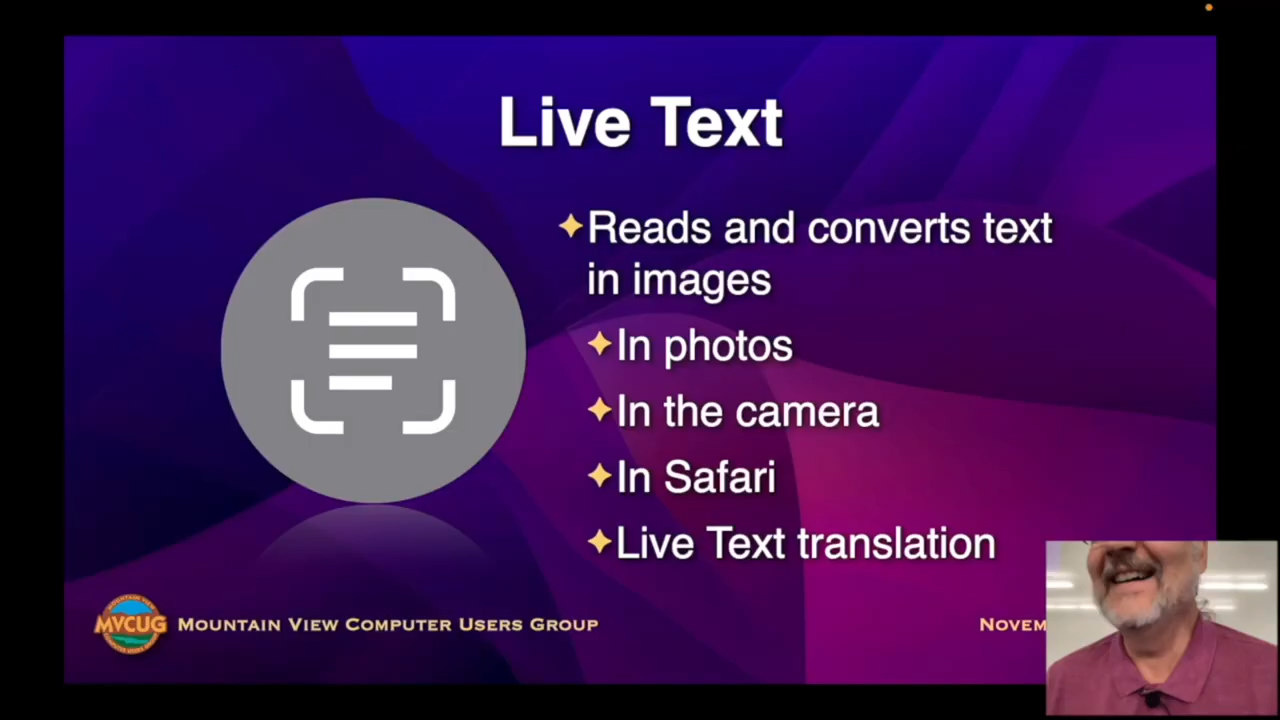 Live Text
✦Reads and converts text
in images
✦In photos
✦In the camera
✦In Safari
✦Live Text translation
MVCUG
MOUNTAIN VIEW COMPUTER USERS GROUP